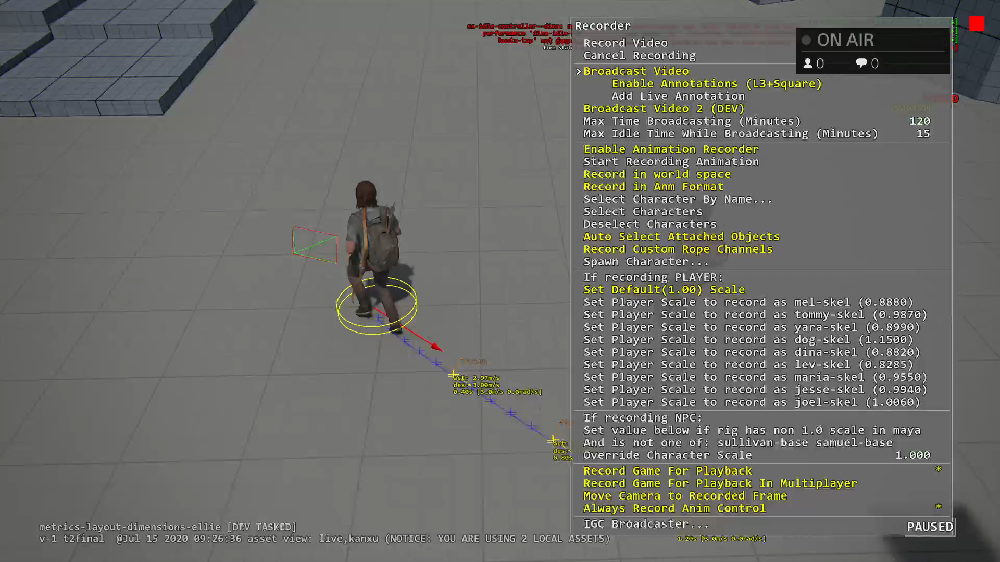 ss-idle-controller--dina:
performance 'dina-idle-
boots-tap' not
Item stat
Recorder
Record Video
Cancel Recording
ON AIR
0 0
>Broadcast Video
Enable Annotations (L3+Square)
Add Live Annotation
Broadcast Video 2 (DEV)
Max Time Broadcasting (Minutes) 120
Max Idle Time While Broadcasting (Minutes) 15
Enable Animation Recorder
Start Recording Animation
Record in world space
Record in Anm Format
Select Character By Name...
Select Characters
Deselect Characters
Auto Select Attached Objects
Record Custom Rope Channels
Spawn Character...
If recording PLAYER:
Set Default(1.00) Scale
Set Player Scale to record as mel-skel (0.8880)
Set Player Scale to record as tommy-skel (0.9870)
Set Player Scale to record as yara-skel (0.8990)
Set Player Scale to record as dog-skel (1.1500)
Set Player Scale to record as dina-skel (0.8820)
Set Player Scale to record as lev-skel (0.8285)
Set Player Scale to record as maria-skel (0.9550)
Set Player Scale to record as jesse-skel (0.9940)
Set Player Scale to record as joel-skel (1.0060)
If recording NPC:
Set value below if rig has non 1.0 scale in maya
And is not one of: sullivan-base samuel-base
Override Character Scale 1.000
Record Game For Playback *
Record Game For Playback In Multiplayer
Move Camera to Recorded Frame
Always Record Anim Control *
IGC Broadcaster...
PAUSED
act: 2.97m/s
des: 3.00m/s
0.40s [3.0m/s 0.0rad/s]
act:
des:
0.80s
1.20s [3.0m/s 0.0rad/s]
metrics-layout-dimensions-ellie [DEV TASKED]
v-1 t2final @Jul 15 2020 09:26:36 asset view: live,kanxu (NOTICE: YOU ARE USING 2 LOCAL ASSETS)